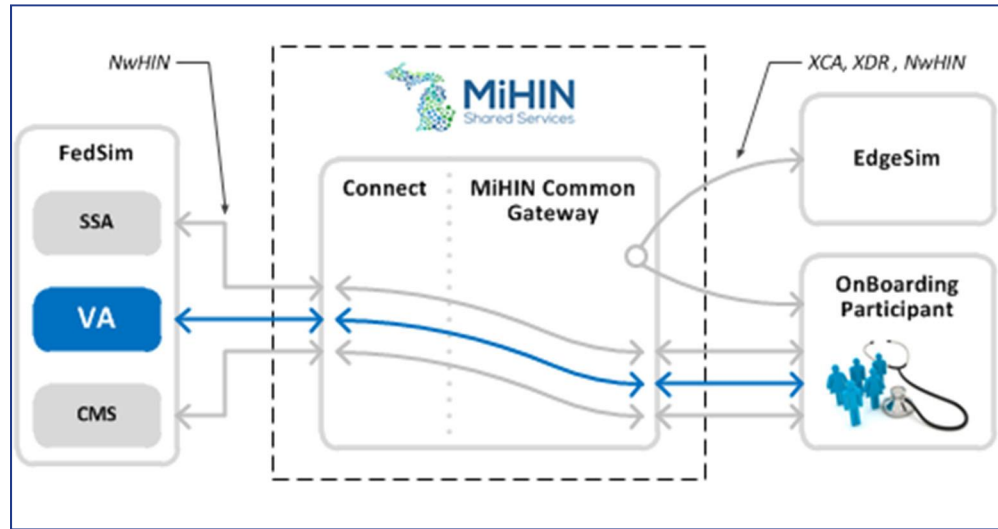 NwHIN
XCA, XDR , NwHIN
MiHIN
Shared Services
FedSim
SSA
VA
CMS
Connect
MiHIN Common
Gateway
EdgeSim
OnBoarding
Participant